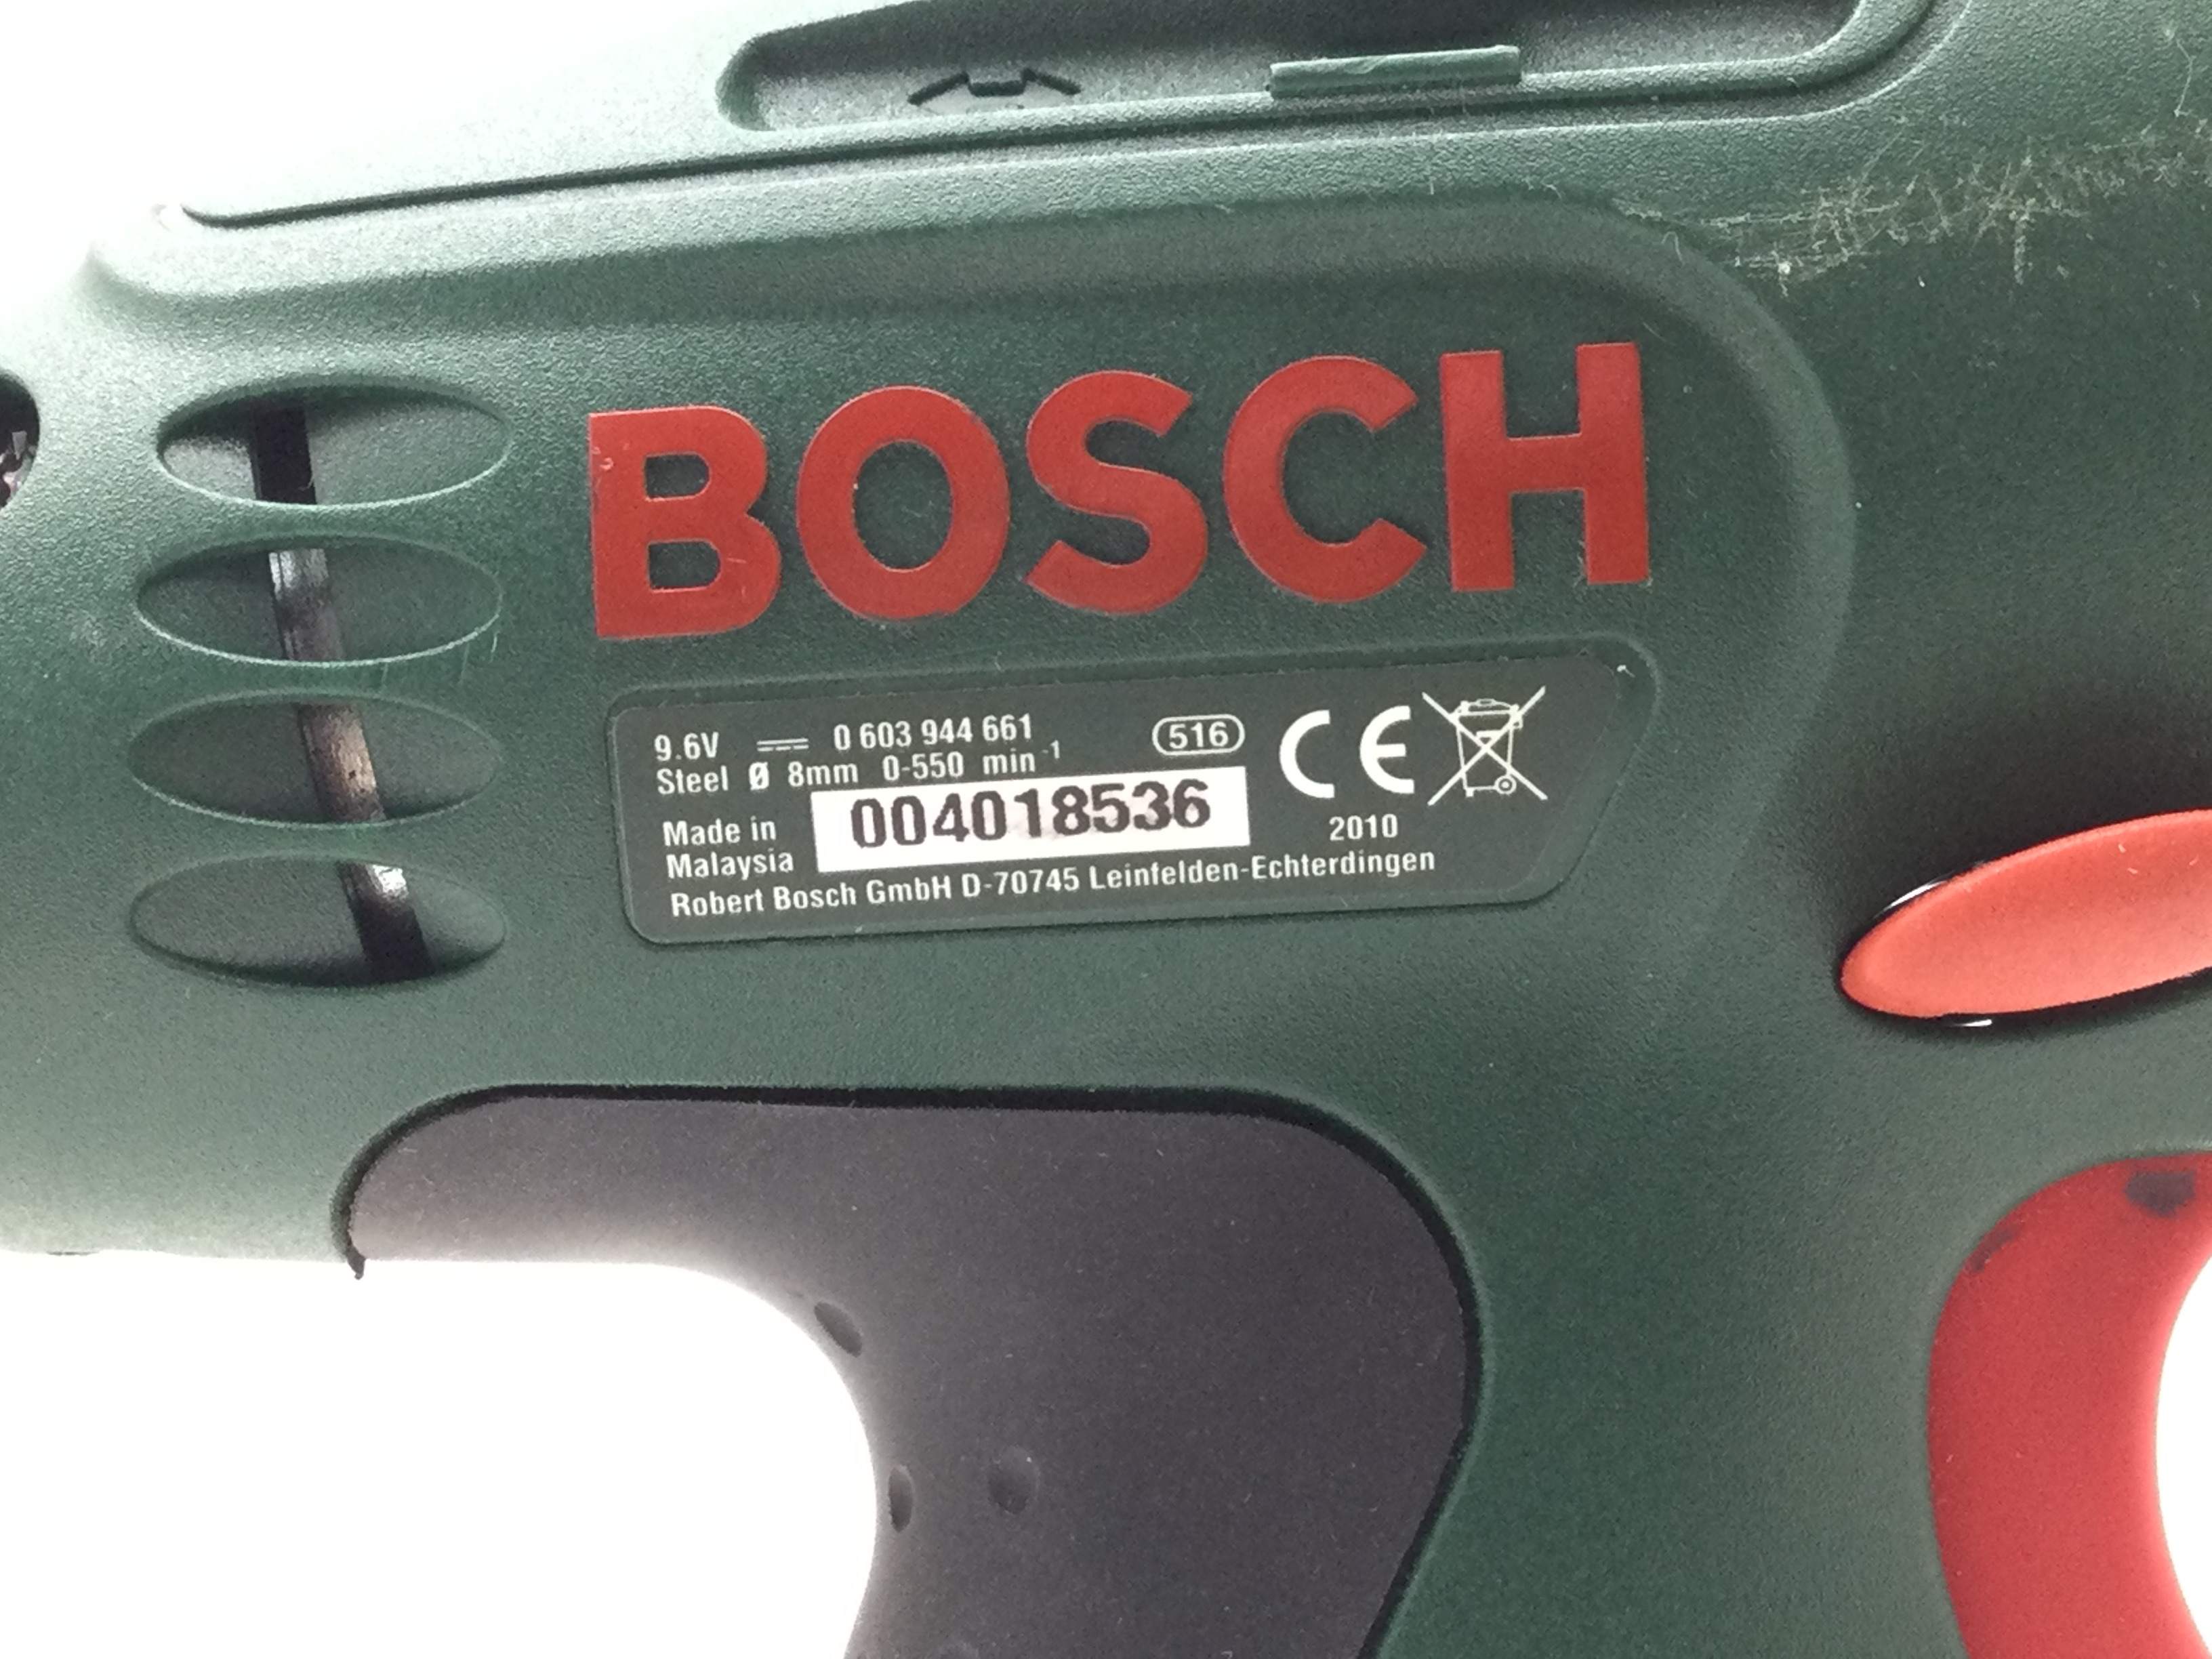 BOSCH
9.6V ⎓ 0 603 944 661 516 CE
Steel Ø 8mm 0-550 min-1
004018536
Made in
Malaysia
2010
Robert Bosch GmbH D-70745 Leinfelden-Echterdingen